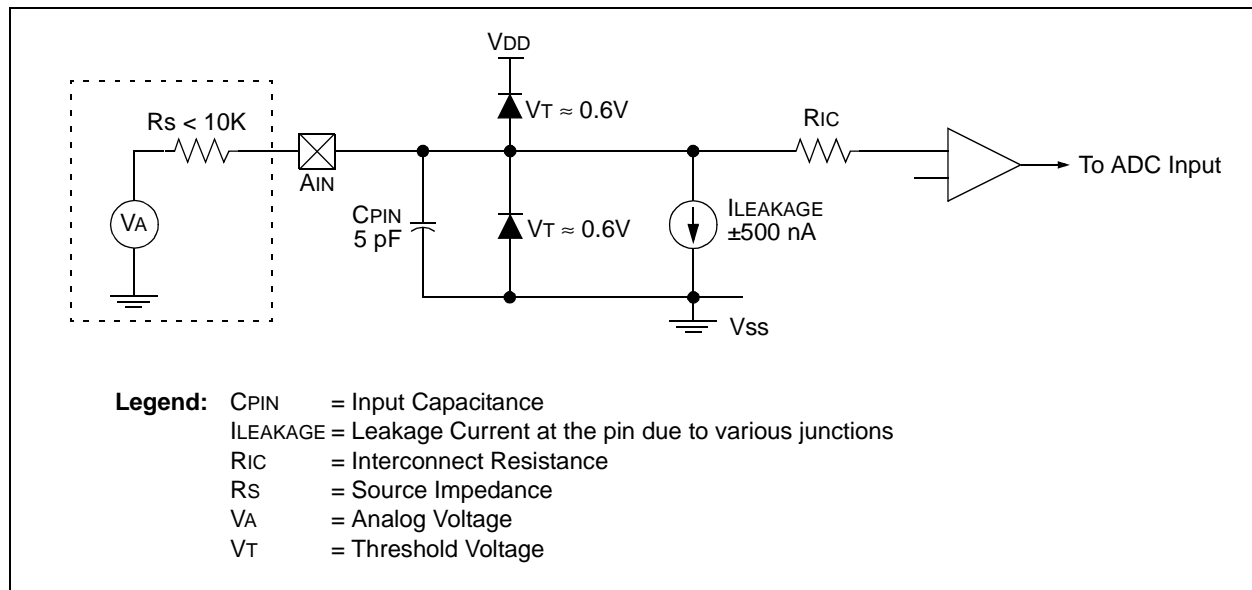 VDD
VT ≈ 0.6V
RS < 10K
RIC
AIN
To ADC Input
VA
CPIN
5 pF
VT ≈ 0.6V
ILEAKAGE
±500 nA
Vss
Legend: CPIN = Input Capacitance
ILEAKAGE = Leakage Current at the pin due to various junctions
RIC = Interconnect Resistance
RS = Source Impedance
VA = Analog Voltage
VT = Threshold Voltage